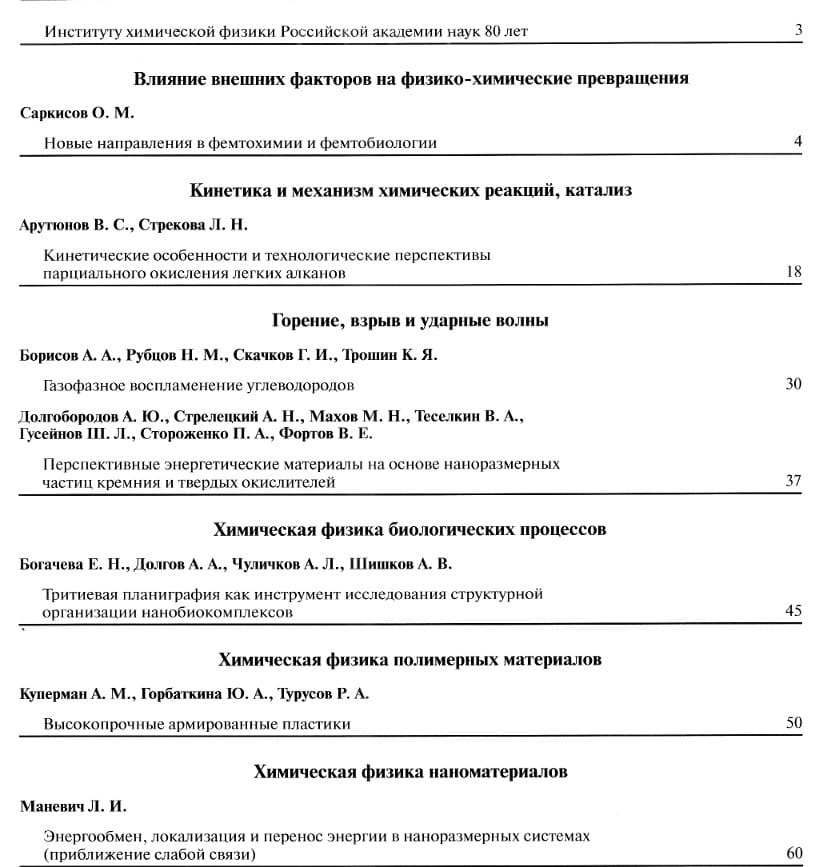 Институту химической физики Российской академии наук 80 лет 3
Влияние внешних факторов на физико-химические превращения
Саркисов О. М.
Новые направления в фемтохимии и фемтобиологии 4
Кинетика и механизм химических реакций, катализ
Арутюнов В. С., Стрекова Л. Н.
Кинетические особенности и технологические перспективы
парциального окисления легких алканов 18
Горение, взрыв и ударные волны
Борисов А. А., Рубцов Н. М., Скачков Г. И., Трошин К. Я.
Газофазное воспламенение углеводородов 30
Долгобородов А. Ю., Стрелецкий А. Н., Махов М. Н., Теселкин В. А.,
Гусейнов Ш. Л., Стороженко П. А., Фортов В. Е.
Перспективные энергетические материалы на основе наноразмерных
частиц кремния и твердых окислителей 37
Химическая физика биологических процессов
Богачева Е. Н., Долгов А. А., Чуличков А. Л., Шишков А. В.
Тритиевая планиграфия как инструмент исследования структурной
организации нанобиокомплексов 45
Химическая физика полимерных материалов
Куперман А. М., Горбаткина Ю. А., Турусов Р. А.
Высокопрочные армированные пластики 50
Химическая физика наноматериалов
Маневич Л. И.
Энергообмен, локализация и перенос энергии в наноразмерных системах
(приближение слабой связи) 60